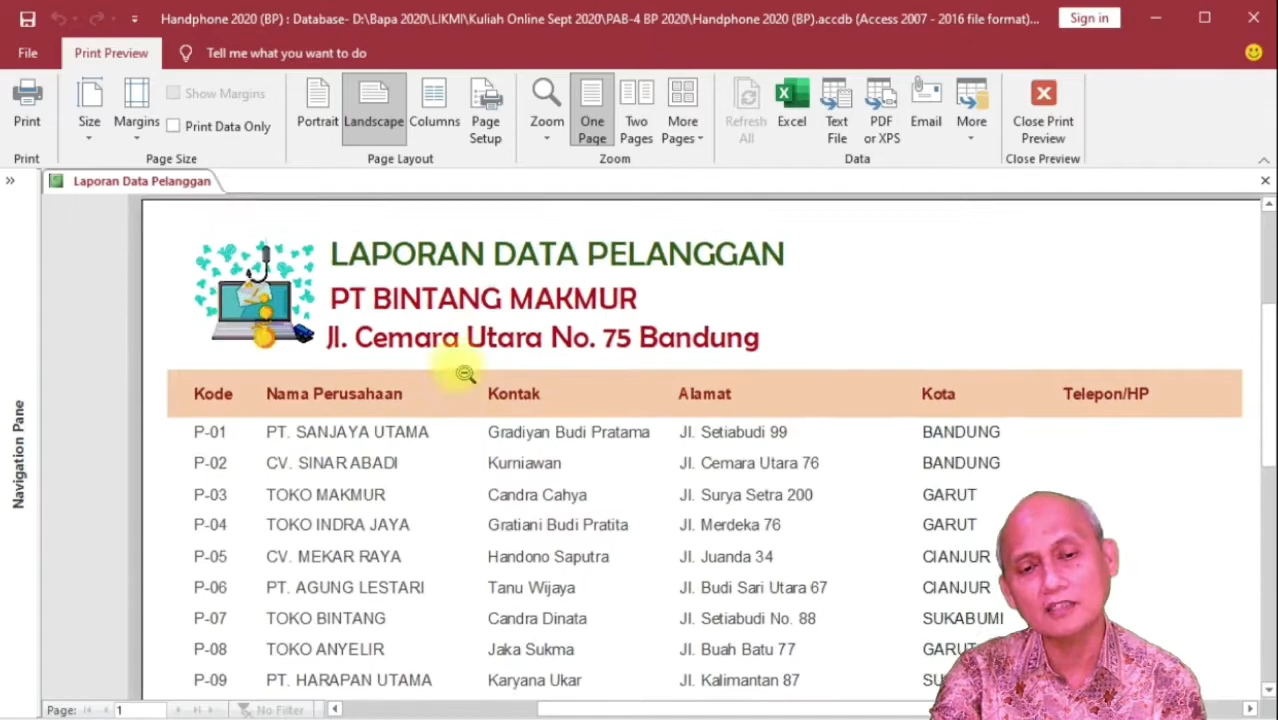 Handphone 2020 (BP) : Database- D:\Bapa 2020\LIKMI\Kuliah Online Sept 2020\PAB-4 BP 2020\Handphone 2020 (BP).accdb (Access 2007 - 2016 file format)...
Sign in
File
Print Preview
Tell me what you want to do
Print
Size
Margins
Show Margins
Print Data Only
Portrait
Landscape
Columns
Page Setup
Zoom
One Page
Two Pages
More Pages
Refresh All
Excel
Text File
PDF or XPS
Email
More
Close Print Preview
Print
Page Size
Page Layout
Zoom
Data
Close Preview
Laporan Data Pelanggan
Navigation Pane
LAPORAN DATA PELANGGAN
PT BINTANG MAKMUR
Jl. Cemara Utara No. 75 Bandung
Kode Nama Perusahaan Kontak Alamat Kota Telepon/HP
P-01 PT. SANJAYA UTAMA Gradiyan Budi Pratama Jl. Setiabudi 99 BANDUNG
P-02 CV. SINAR ABADI Kurniawan Jl. Cemara Utara 76 BANDUNG
P-03 TOKO MAKMUR Candra Cahya Jl. Surya Setra 200 GARUT
P-04 TOKO INDRA JAYA Gratiani Budi Pratita Jl. Merdeka 76 GARUT
P-05 CV. MEKAR RAYA Handono Saputra Jl. Juanda 34 CIANJUR
P-06 PT. AGUNG LESTARI Tanu Wijaya Jl. Budi Sari Utara 67 CIANJUR
P-07 TOKO BINTANG Candra Dinata Jl. Setiabudi No. 88 SUKABUMI
P-08 TOKO ANYELIR Jaka Sukma Jl. Buah Batu 77
P-09 PT. HARAPAN UTAMA Karyana Ukar Jl. Kalimantan 87
Page: 1
No Filter